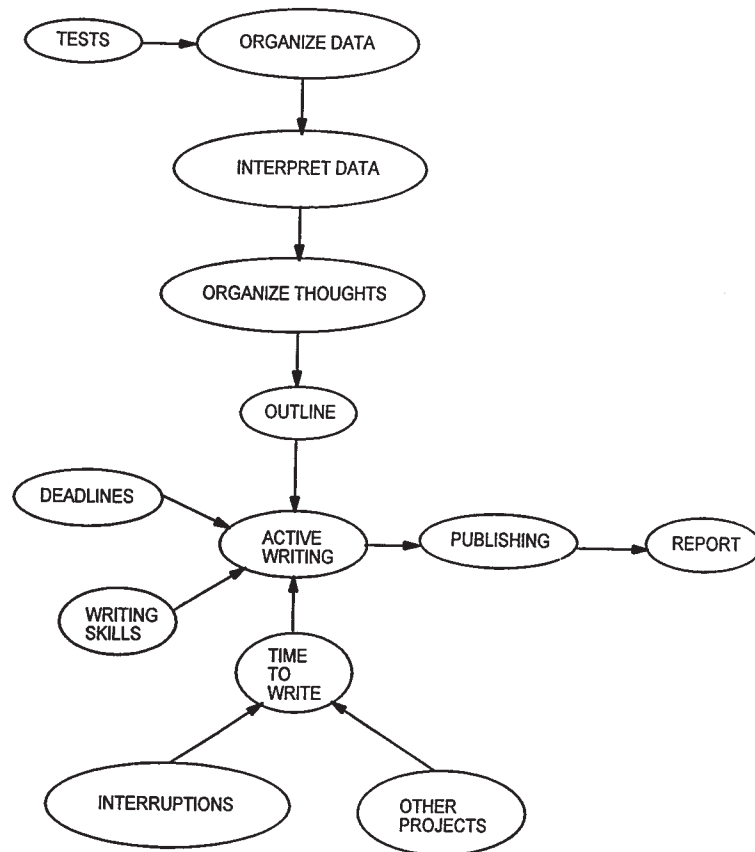 TESTS
ORGANIZE DATA
INTERPRET DATA
ORGANIZE THOUGHTS
OUTLINE
DEADLINES
ACTIVE
WRITING
PUBLISHING
REPORT
WRITING
SKILLS
TIME
TO
WRITE
INTERRUPTIONS
OTHER
PROJECTS